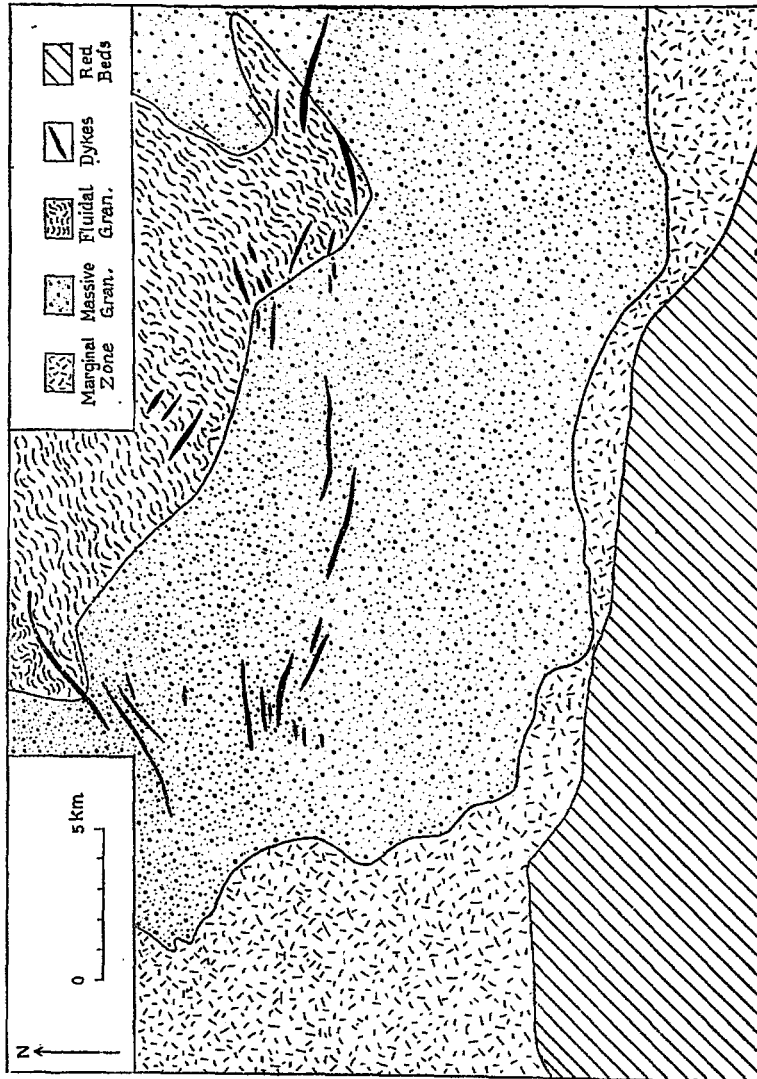 N
0
5 km.
Marginal
Zone
Massive
Gran.
Fluidal
Gran.
Dykes
Red
Beds